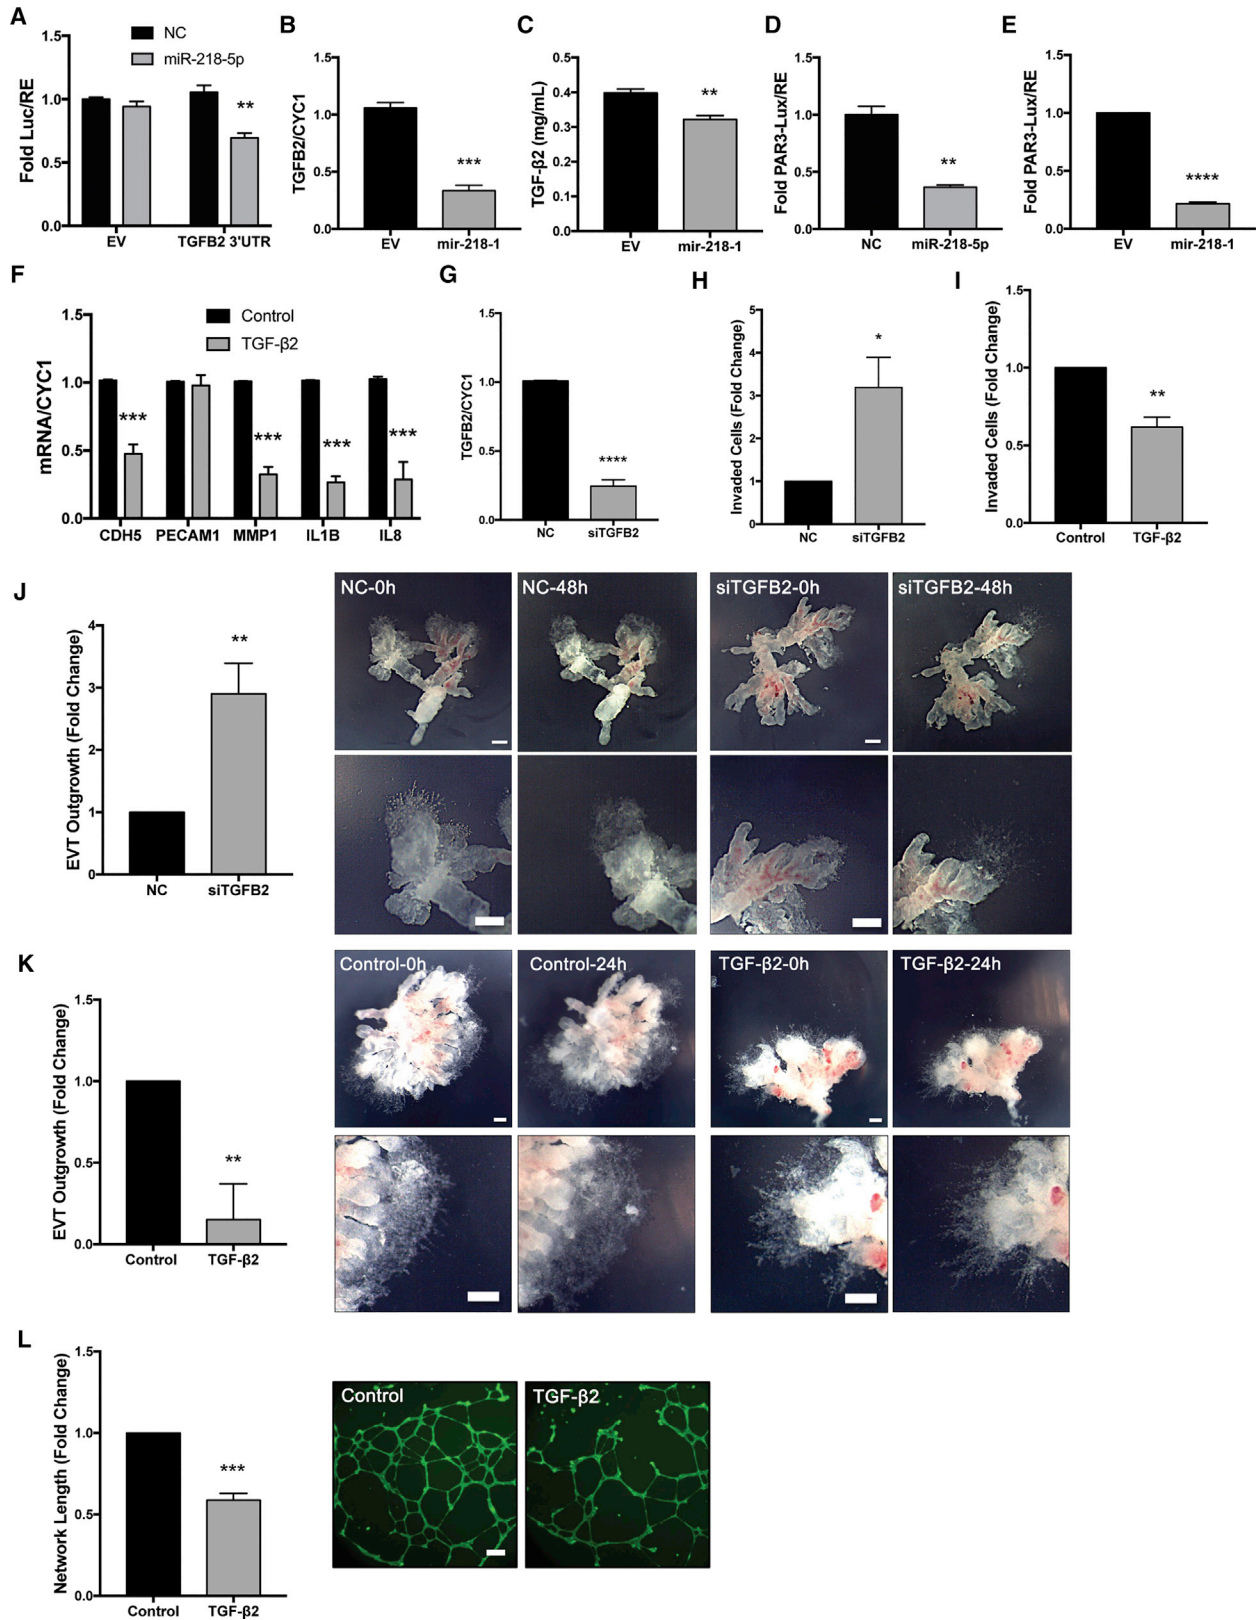 A
NC
miR-218-5p
Fold Luc/RE
1.5
1.0
0.5
0.0
**
EV
TGFB2 3'UTR
B
TGFB2/CYC1
1.5
1.0
0.5
0.0
***
EV
mir-218-1
C
TGF-β2 (mg/mL)
0.5
0.4
0.3
0.2
0.1
0.0
**
EV
mir-218-1
D
Fold PAR3-Lux/RE
1.5
1.0
0.5
0.0
**
NC
miR-218-5p
E
Fold PAR3-Lux/RE
1.5
1.0
0.5
0.0
****
EV
mir-218-1
F
Control
TGF-β2
mRNA/CYC1
1.5
1.0
0.5
0.0
***
***
***
***
CDH5
PECAM1
MMP1
IL1B
IL8
G
TGFB2/CYC1
1.5
1.0
0.5
0.0
****
NC
siTGFB2
H
Invaded Cells (Fold Change)
5
4
3
2
1
0
*
NC
siTGFB2
I
Invaded Cells (Fold Change)
1.5
1.0
0.5
0.0
**
Control
TGF-β2
J
EVT Outgrowth (Fold Change)
4
3
2
1
0
**
NC
siTGFB2
NC-0h
NC-48h
siTGFB2-0h
siTGFB2-48h
K
EVT Outgrowth (Fold Change)
1.5
1.0
0.5
0.0
**
Control
TGF-β2
Control-0h
Control-24h
TGF-β2-0h
TGF-β2-24h
L
Network Length (Fold Change)
1.5
1.0
0.5
0.0
***
Control
TGF-β2
Control
TGF-β2